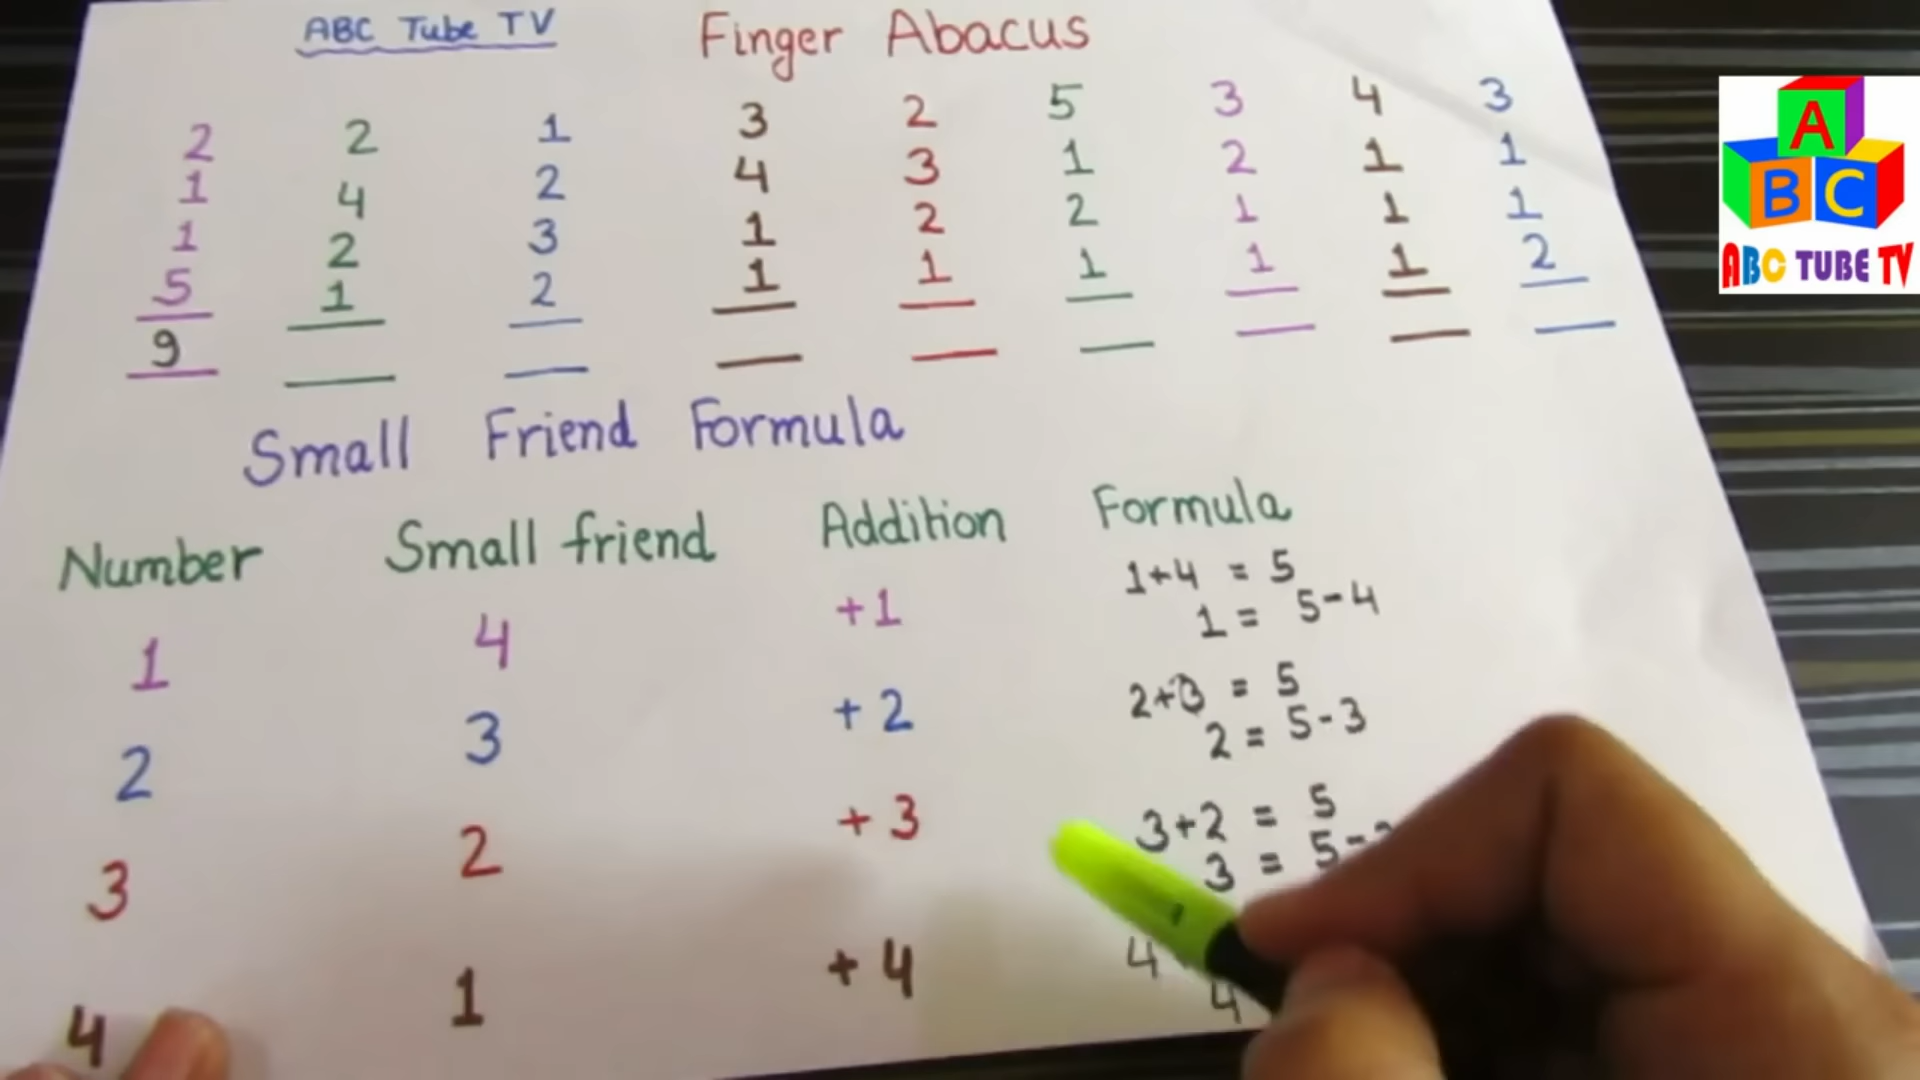 ABC Tube TV Finger Abacus
2 2 1 3 2 5 3 4 3
1 4 2 4 3 1 2 1 1
1 2 3 1 2 2 1 1 1
5 1 2 1 1 1 1 1 2
9
Small Friend Formula
Number Small friend Addition Formula
1 4 +1 1+4 = 5
1 = 5-4
2 3 +2 2+3 = 5
2 = 5-3
3 2 +3 3+2 = 5
3 = 5-
4 1 +4 4
4
A
B C
ABC TUBE TV